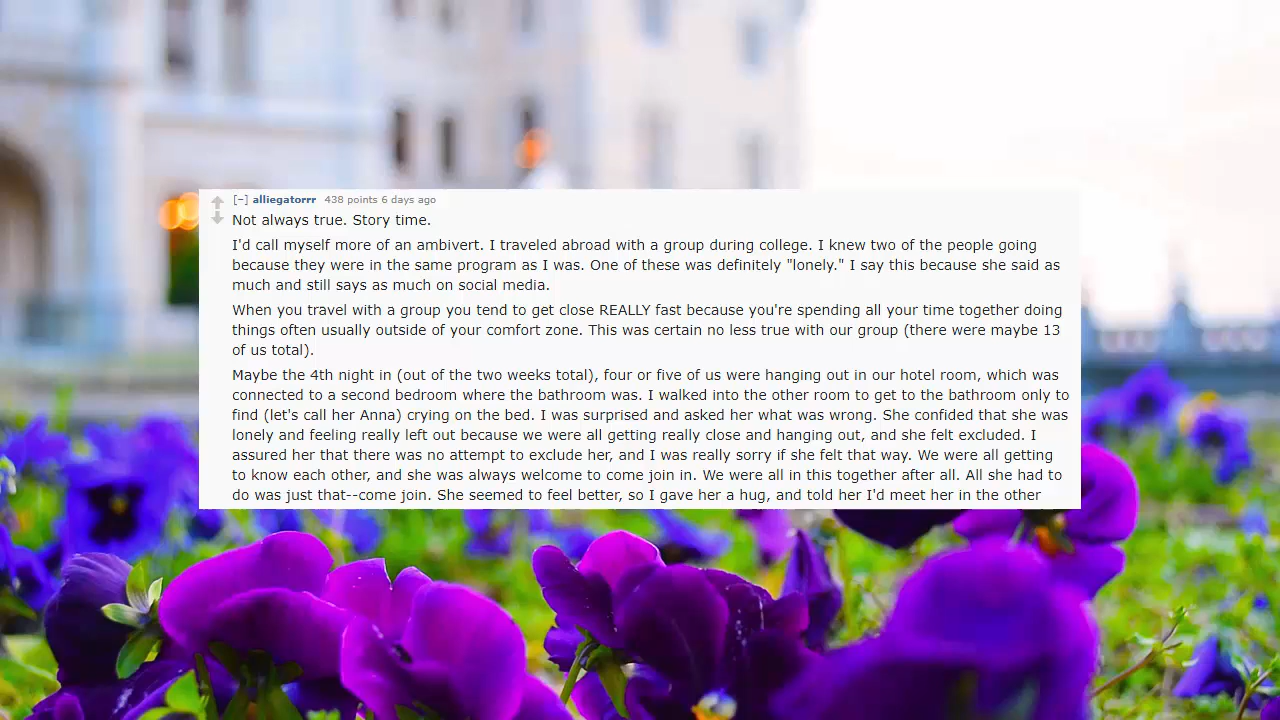 [-] alliegatorrr 438 points 6 days ago
Not always true. Story time.
I'd call myself more of an ambivert. I traveled abroad with a group during college. I knew two of the people going
because they were in the same program as I was. One of these was definitely "lonely." I say this because she said as
much and still says as much on social media.
When you travel with a group you tend to get close REALLY fast because you're spending all your time together doing
things often usually outside of your comfort zone. This was certain no less true with our group (there were maybe 13
of us total).
Maybe the 4th night in (out of the two weeks total), four or five of us were hanging out in our hotel room, which was
connected to a second bedroom where the bathroom was. I walked into the other room to get to the bathroom only to
find (let's call her Anna) crying on the bed. I was surprised and asked her what was wrong. She confided that she was
lonely and feeling really left out because we were all getting really close and hanging out, and she felt excluded. I
assured her that there was no attempt to exclude her, and I was really sorry if she felt that way. We were all getting
to know each other, and she was always welcome to come join in. We were all in this together after all. All she had to
do was just that--come join. She seemed to feel better, so I gave her a hug, and told her I'd meet her in the other